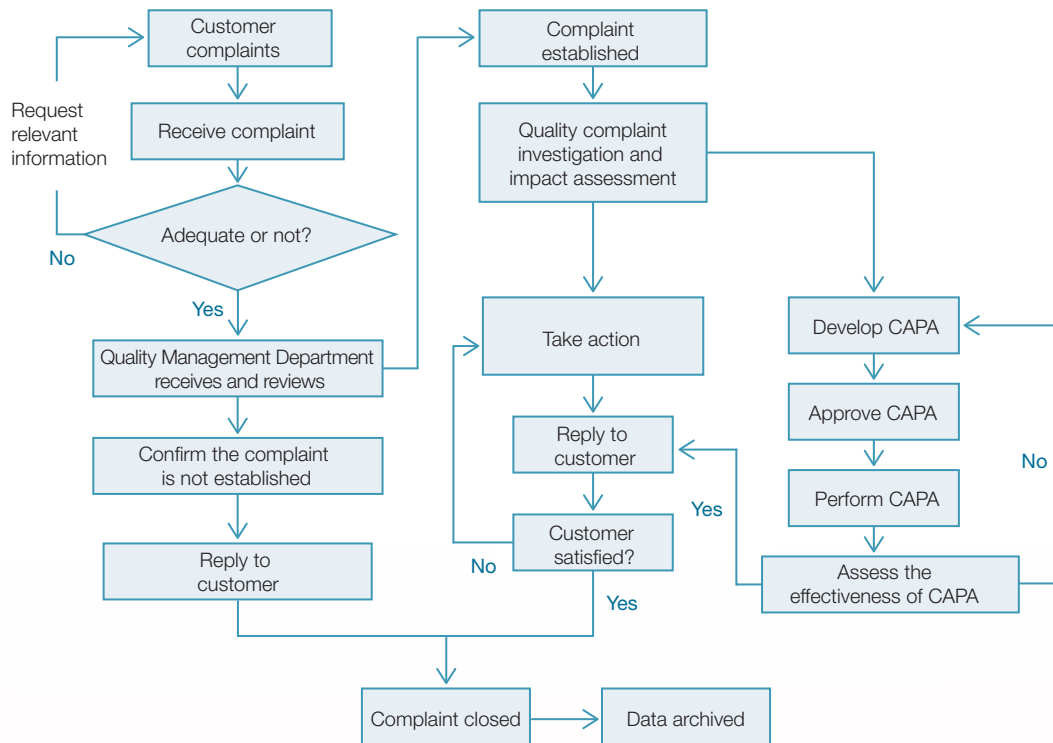 Customer
complaints
Request
relevant
information
Receive complaint
Adequate or not?
No
Yes
Quality Management Department
receives and reviews
Confirm the complaint
is not established
Reply to
customer
Complaint
established
Quality complaint
investigation and
impact assessment
Take action
Reply to
customer
Customer
satisfied?
No
Yes
Develop CAPA
Approve CAPA
Perform CAPA
Assess the
effectiveness of CAPA
Yes
No
Complaint closed
Data archived